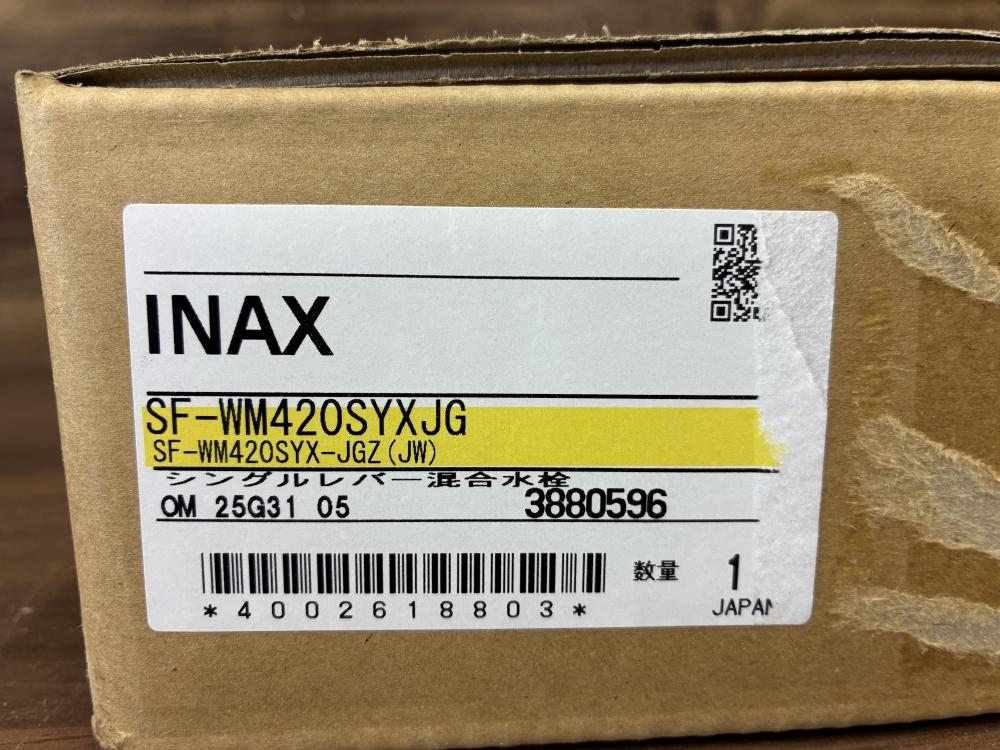 INAX
SF-WM420SYXJG
SF-WM420SYX-JGZ(JW)
シングルレバー混合水栓
OM 25G31 05 3880596
数量 1
*4002618803*
JAPAN